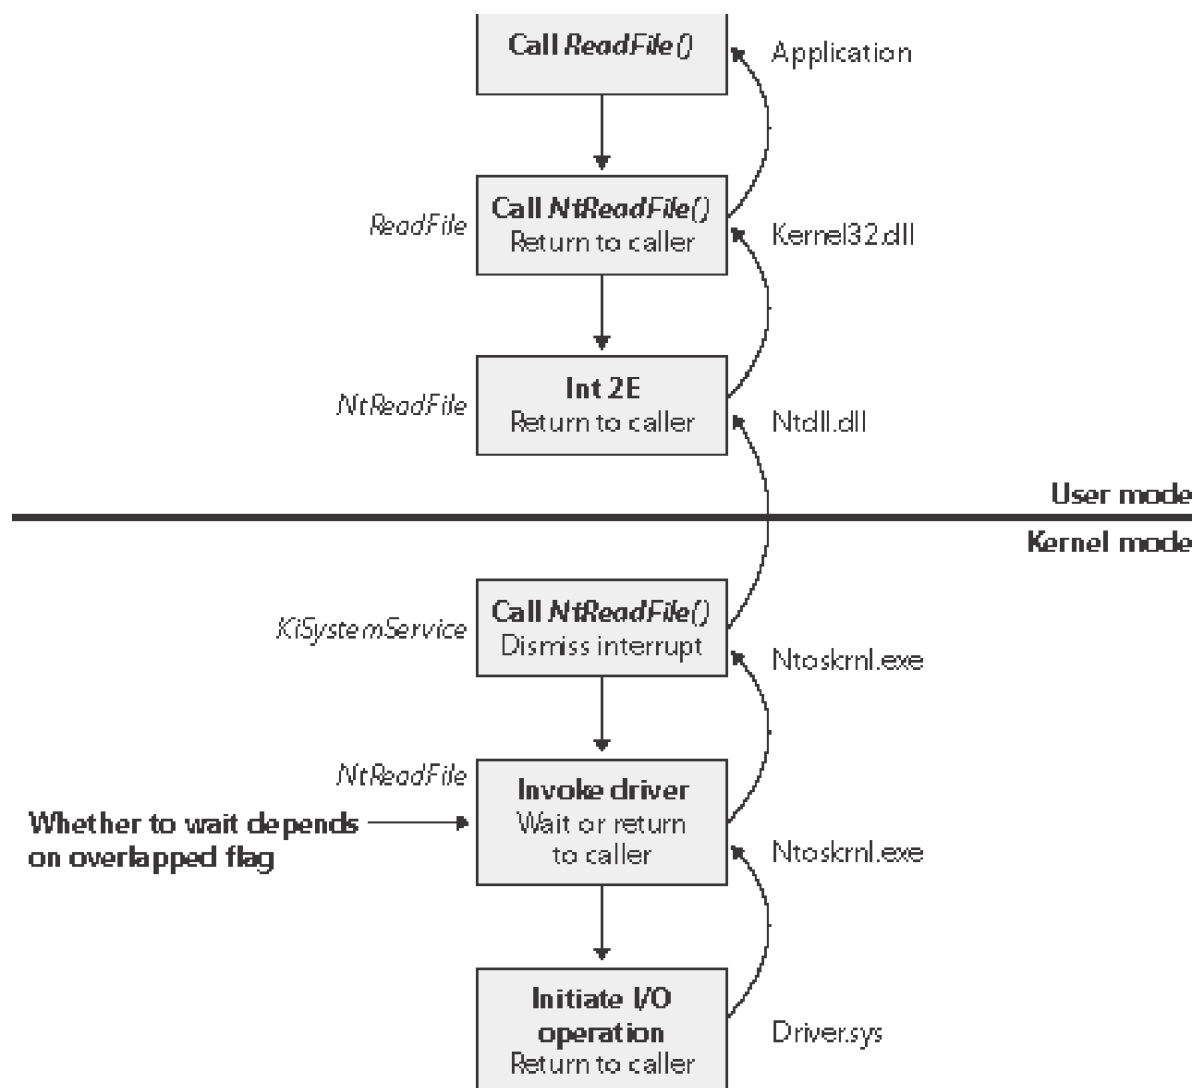 Call ReadFile()
Application
ReadFile
Call NtReadFile()
Return to caller
Kernel32.dll
NtReadFile
Int 2E
Return to caller
Ntdll.dll
User mode
Kernel mode
KiSystemService
Call NtReadFile()
Dismiss interrupt
Ntoskrnl.exe
NtReadFile
Whether to wait depends
on overlapped flag
Invoke driver
Wait or return
to caller
Ntoskrnl.exe
Initiate I/O
operation
Return to caller
Driver.sys